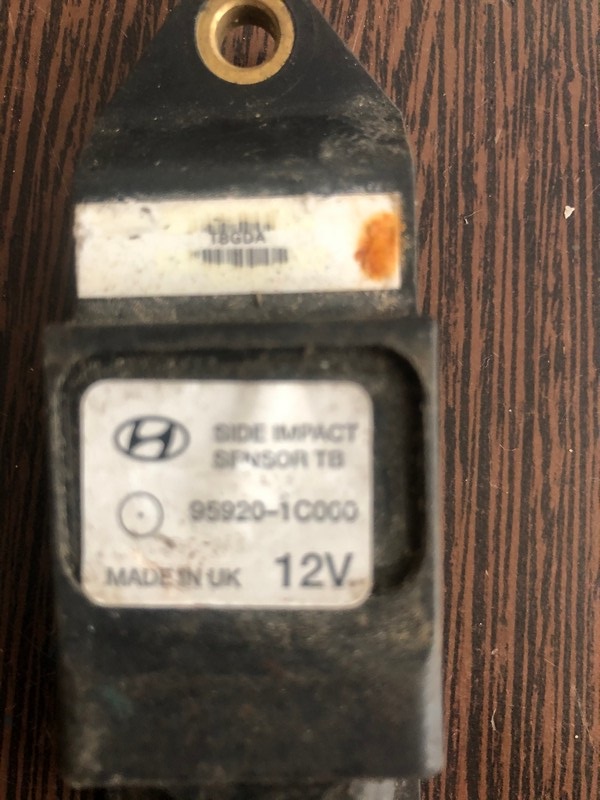 TBGDA
SIDE IMPACT
SENSOR TB
95920-1C000
MADE IN UK 12V